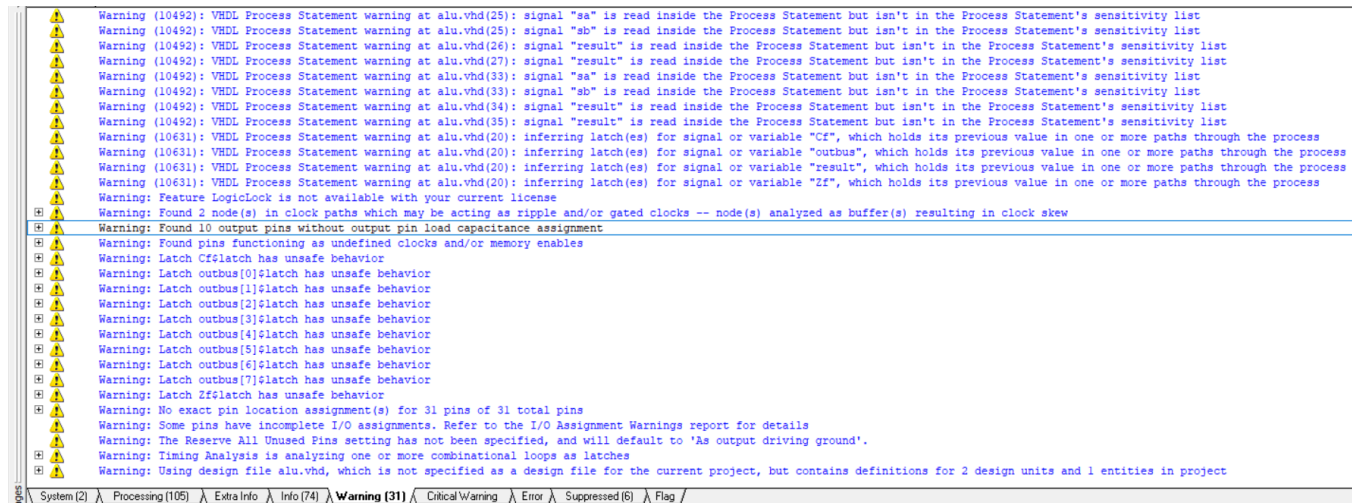 Warning (10492): VHDL Process Statement warning at alu.vhd(25): signal "sa" is read inside the Process Statement but isn't in the Process Statement's sensitivity list
Warning (10492): VHDL Process Statement warning at alu.vhd(25): signal "sb" is read inside the Process Statement but isn't in the Process Statement's sensitivity list
Warning (10492): VHDL Process Statement warning at alu.vhd(26): signal "result" is read inside the Process Statement but isn't in the Process Statement's sensitivity list
Warning (10492): VHDL Process Statement warning at alu.vhd(27): signal "result" is read inside the Process Statement but isn't in the Process Statement's sensitivity list
Warning (10492): VHDL Process Statement warning at alu.vhd(33): signal "sa" is read inside the Process Statement but isn't in the Process Statement's sensitivity list
Warning (10492): VHDL Process Statement warning at alu.vhd(33): signal "sb" is read inside the Process Statement but isn't in the Process Statement's sensitivity list
Warning (10492): VHDL Process Statement warning at alu.vhd(34): signal "result" is read inside the Process Statement but isn't in the Process Statement's sensitivity list
Warning (10492): VHDL Process Statement warning at alu.vhd(35): signal "result" is read inside the Process Statement but isn't in the Process Statement's sensitivity list
Warning (10631): VHDL Process Statement warning at alu.vhd(20): inferring latch(es) for signal or variable "Cf", which holds its previous value in one or more paths through the process
Warning (10631): VHDL Process Statement warning at alu.vhd(20): inferring latch(es) for signal or variable "outbus", which holds its previous value in one or more paths through the process
Warning (10631): VHDL Process Statement warning at alu.vhd(20): inferring latch(es) for signal or variable "result", which holds its previous value in one or more paths through the process
Warning (10631): VHDL Process Statement warning at alu.vhd(20): inferring latch(es) for signal or variable "Zf", which holds its previous value in one or more paths through the process
Warning: Feature LogicLock is not available with your current license
Warning: Found 2 node(s) in clock paths which may be acting as ripple and/or gated clocks -- node(s) analyzed as buffer(s) resulting in clock skew
Warning: Found 10 output pins without output pin load capacitance assignment
Warning: Found pins functioning as undefined clocks and/or memory enables
Warning: Latch Cf$latch has unsafe behavior
Warning: Latch outbus[0]$latch has unsafe behavior
Warning: Latch outbus[1]$latch has unsafe behavior
Warning: Latch outbus[2]$latch has unsafe behavior
Warning: Latch outbus[3]$latch has unsafe behavior
Warning: Latch outbus[4]$latch has unsafe behavior
Warning: Latch outbus[5]$latch has unsafe behavior
Warning: Latch outbus[6]$latch has unsafe behavior
Warning: Latch outbus[7]$latch has unsafe behavior
Warning: Latch Zf$latch has unsafe behavior
Warning: No exact pin location assignment(s) for 31 pins of 31 total pins
Warning: Some pins have incomplete I/O assignments. Refer to the I/O Assignment Warnings report for details
Warning: The Reserve All Unused Pins setting has not been specified, and will default to 'As output driving ground'.
Warning: Timing Analysis is analyzing one or more combinational loops as latches
Warning: Using design file alu.vhd, which is not specified as a design file for the current project, but contains definitions for 2 design units and 1 entities in project
System (2) Processing (105) Extra Info Info (74) Warning (31) Critical Warning Error Suppressed (6) Flag